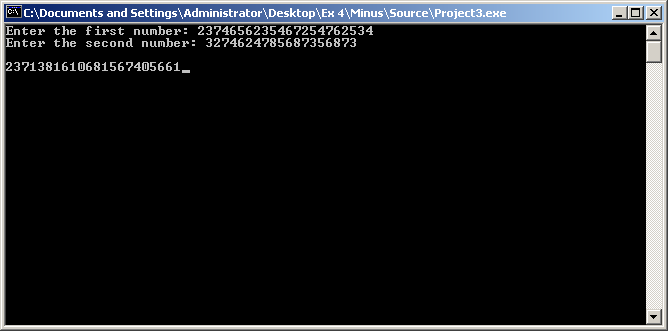 C:\Documents and Settings\Administrator\Desktop\Ex 4\Minus\Source\Project3.exe
Enter the first number: 2374656235467254762534
Enter the second number: 3274624785687356873
2371381610681567405661_